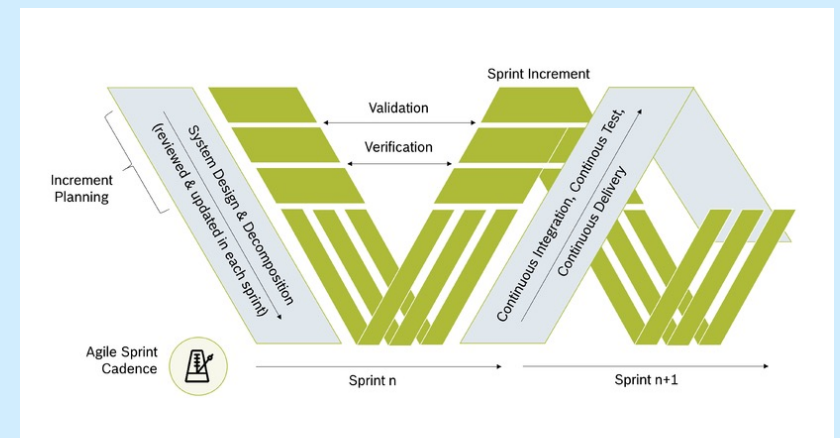 Sprint Increment
Validation
Verification
Increment
Planning
System Design & Decomposition
(reviewed & updated in each sprint)
Continuous Integration, Continous Test,
Continuous Delivery
Agile Sprint
Cadence
Sprint n
Sprint n+1